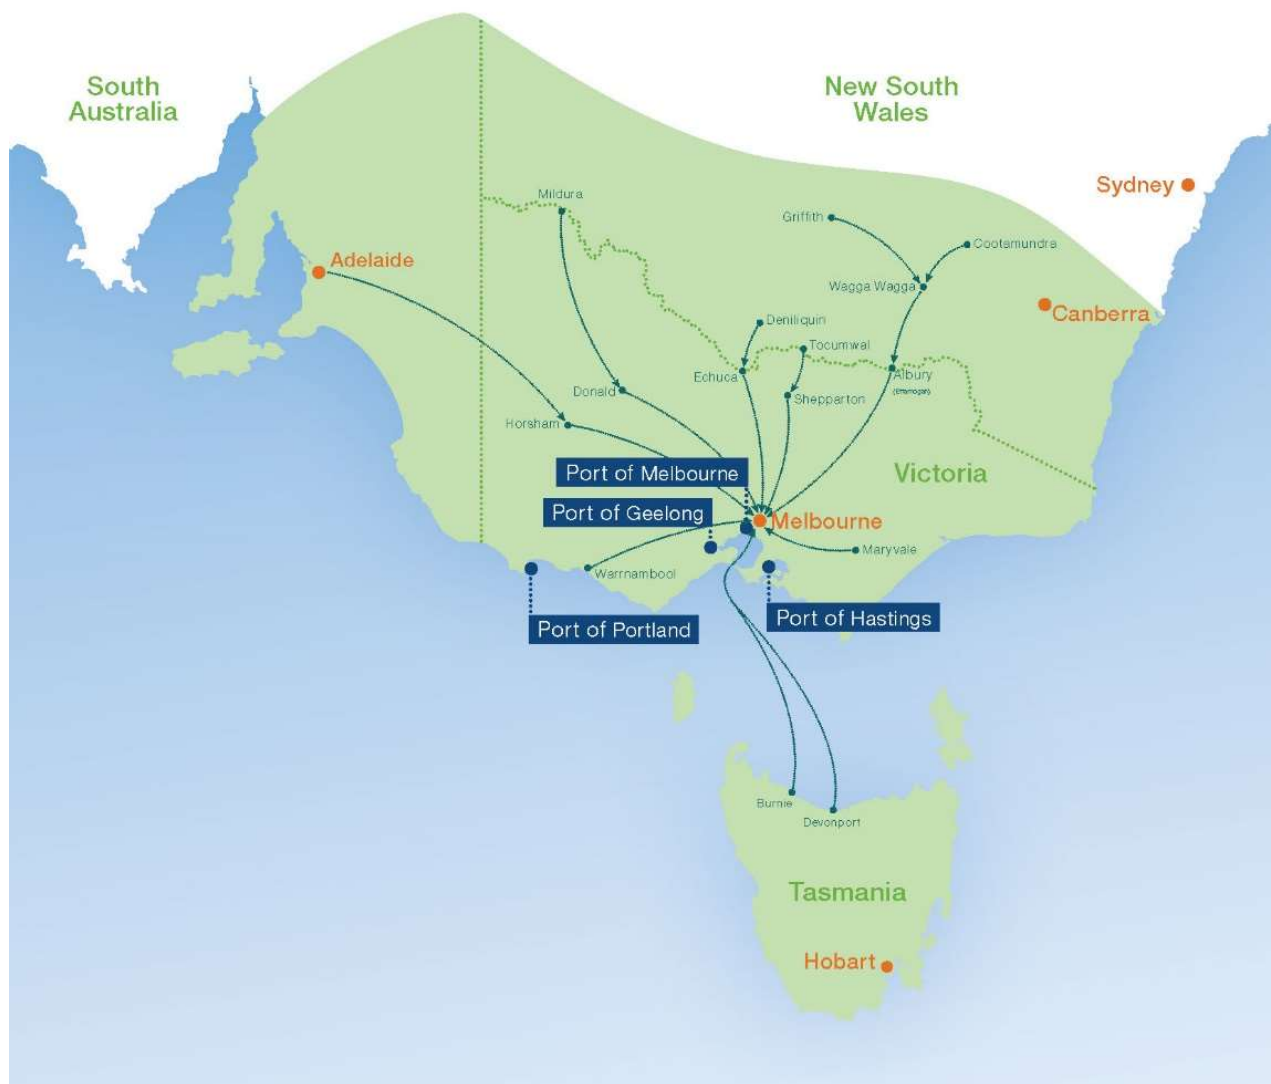 South
Australia
New South
Wales
Sydney
Mildura
Griffith
Cootamundra
Adelaide
Wagga Wagga
Canberra
Deniliquin
Tocumwal
Echuca
Albury
(Ettamogah)
Donald
Shepparton
Horsham
Port of Melbourne
Victoria
Port of Geelong
Melbourne
Maryvale
Warrnambool
Port of Hastings
Port of Portland
Burnie
Devonport
Tasmania
Hobart